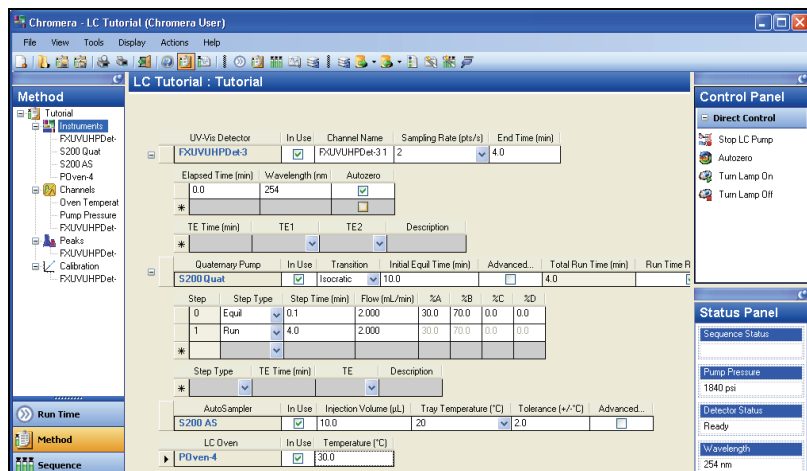 Chromera - LC Tutorial (Chromera User)
File View Tools Display Actions Help
Method
Tutorial
Instruments
FXUVUHPDet-
S200 Quat
S200 AS
POven-4
Channels
Oven Temperat
Pump Pressure
FXUVUHPDet-
Peaks
FXUVUHPDet-
Calibration
FXUVUHPDet-
Run Time
Method
Sequence
LC Tutorial : Tutorial
UV-Vis Detector In Use Channel Name Sampling Rate (pts/s) End Time (min)
FXUVUHPDet-3 FXUVUHPDet-3 1 2 4.0
Elapsed Time (min) Wavelength (nm Autozero
0.0 254
*
TE Time (min) TE1 TE2 Description
*
Quaternary Pump In Use Transition Initial Equil Time (min) Advanced... Total Run Time (min) Run Time R
S200 Quat Isocratic 10.0 4.0
Step Step Type Step Time (min) Flow (mL/min) %A %B %C %D
0 Equil 0.1 2.000 30.0 70.0 0.0 0.0
1 Run 4.0 2.000 30.0 70.0 0.0 0.0
*
Step Type TE Time (min) TE Description
*
AutoSampler In Use Injection Volume (µL) Tray Temperature (°C) Tolerance (+/-°C) Advanced...
S200 AS 10.0 20 2.0
LC Oven In Use Temperature (°C)
POven-4 30.0
Control Panel
Direct Control
Stop LC Pump
Autozero
Turn Lamp On
Turn Lamp Off
Status Panel
Sequence Status
Pump Pressure
1840 psi
Detector Status
Ready
Wavelength
254 nm